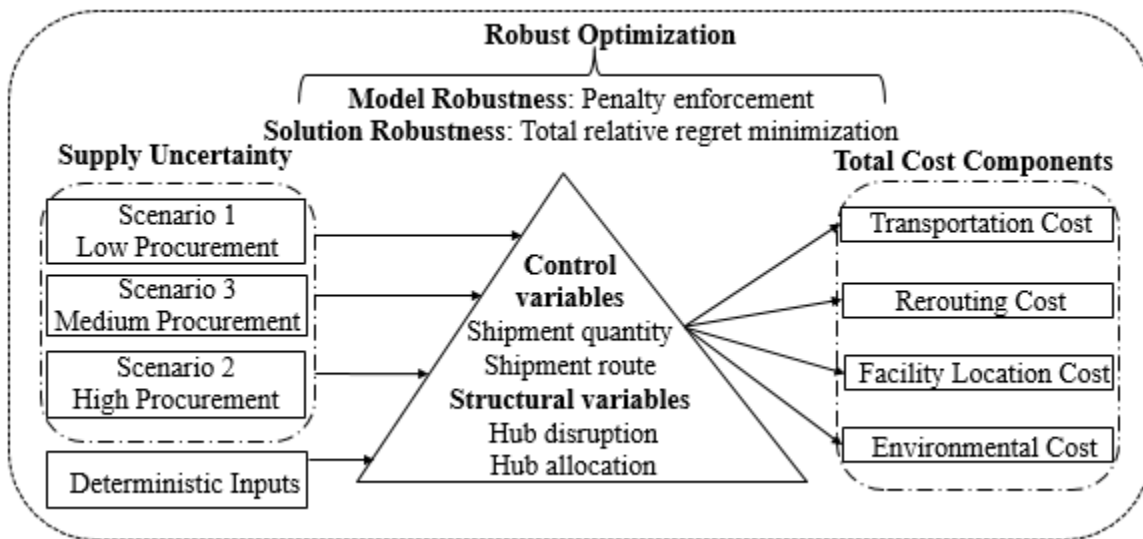 Robust Optimization
Model Robustness: Penalty enforcement
Solution Robustness: Total relative regret minimization
Supply Uncertainty
Scenario 1
Low Procurement
Scenario 3
Medium Procurement
Scenario 2
High Procurement
Deterministic Inputs
Control
variables
Shipment quantity
Shipment route
Structural variables
Hub disruption
Hub allocation
Total Cost Components
Transportation Cost
Rerouting Cost
Facility Location Cost
Environmental Cost